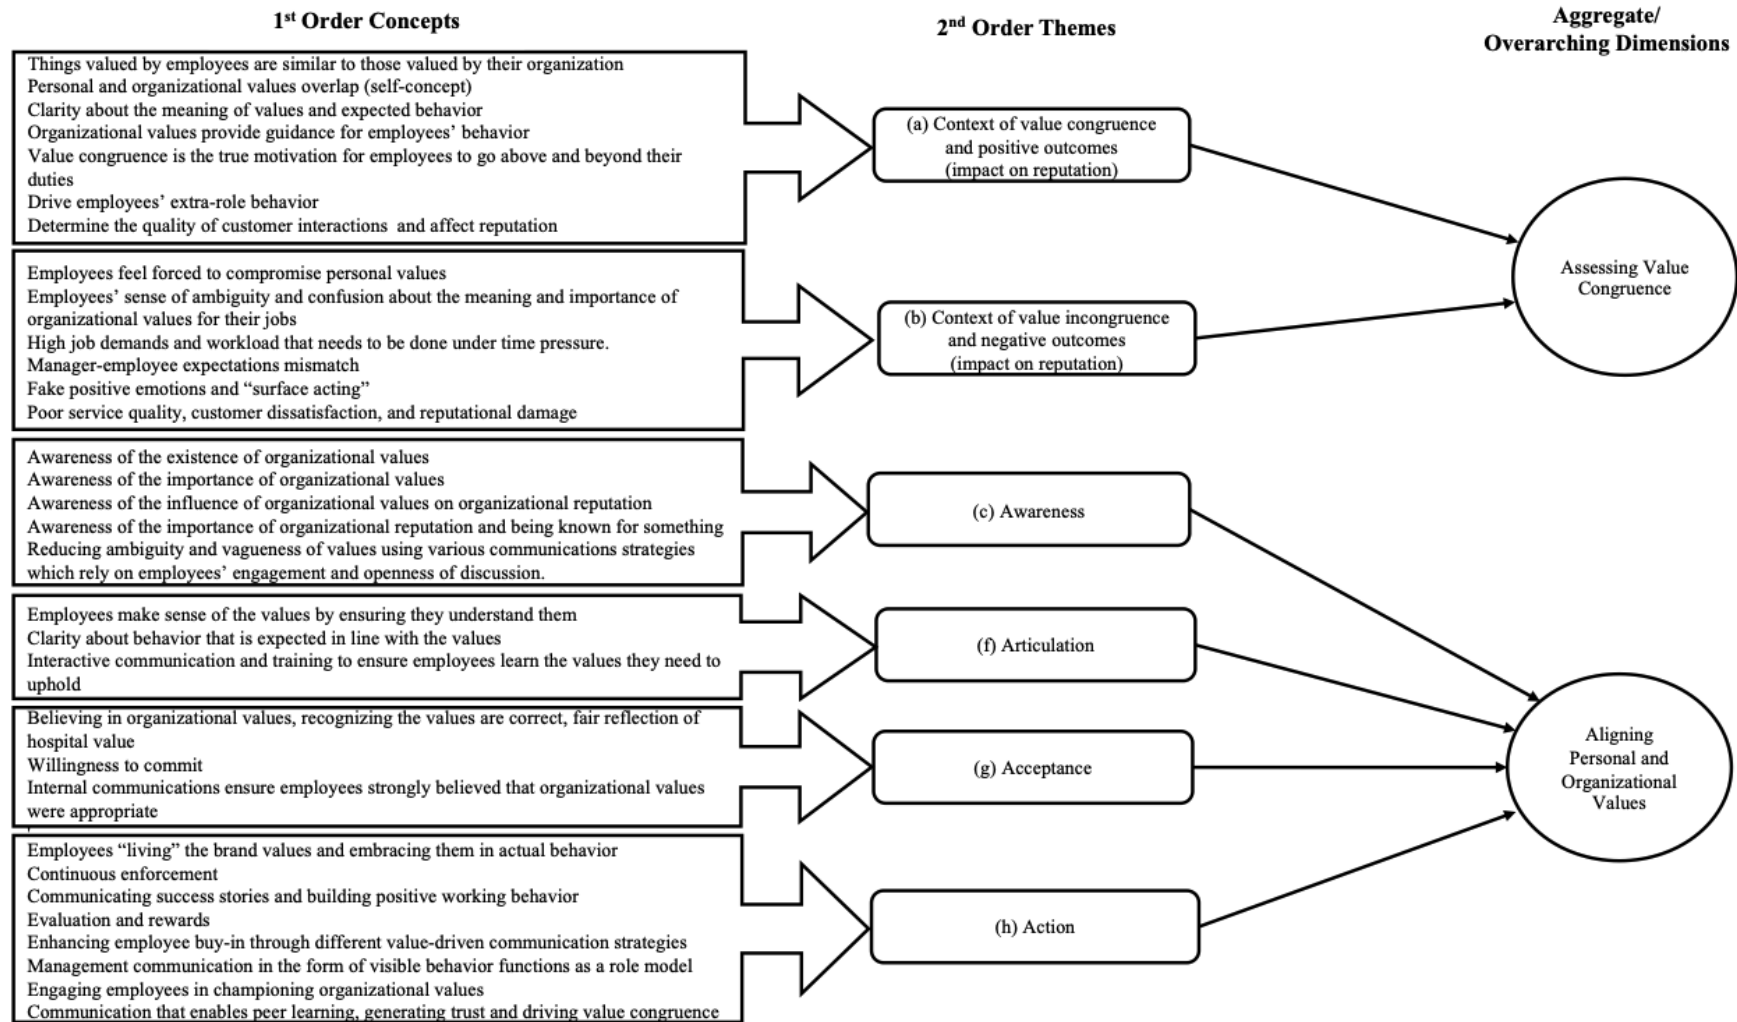 1st Order Concepts
2nd Order Themes
Aggregate/
Overarching Dimensions
Things valued by employees are similar to those valued by their organization
Personal and organizational values overlap (self-concept)
Clarity about the meaning of values and expected behavior
Organizational values provide guidance for employees' behavior
Value congruence is the true motivation for employees to go above and beyond their
duties
Drive employees' extra-role behavior
Determine the quality of customer interactions  and affect reputation
(a) Context of value congruence
and positive outcomes
(impact on reputation)
Employees feel forced to compromise personal values
Employees' sense of ambiguity and confusion about the meaning and importance of
organizational values for their jobs
High job demands and workload that needs to be done under time pressure.
Manager-employee expectations mismatch
Fake positive emotions and “surface acting”
Poor service quality, customer dissatisfaction, and reputational damage
(b) Context of value incongruence
and negative outcomes
(impact on reputation)
Assessing Value
Congruence
Awareness of the existence of organizational values
Awareness of the importance of organizational values
Awareness of the influence of organizational values on organizational reputation
Awareness of the importance of organizational reputation and being known for something
Reducing ambiguity and vagueness of values using various communications strategies
which rely on employees' engagement and openness of discussion.
(c) Awareness
Employees make sense of the values by ensuring they understand them
Clarity about behavior that is expected in line with the values
Interactive communication and training to ensure employees learn the values they need to
uphold
(f) Articulation
Believing in organizational values, recognizing the values are correct, fair reflection of
hospital value
Willingness to commit
Internal communications ensure employees strongly believed that organizational values
were appropriate
(g) Acceptance
Employees “living” the brand values and embracing them in actual behavior
Continuous enforcement
Communicating success stories and building positive working behavior
Evaluation and rewards
Enhancing employee buy-in through different value-driven communication strategies
Management communication in the form of visible behavior functions as a role model
Engaging employees in championing organizational values
Communication that enables peer learning, generating trust and driving value congruence
(h) Action
Aligning
Personal and
Organizational
Values